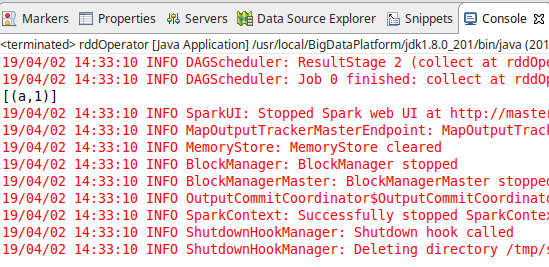 Markers Properties Servers Data Source Explorer Snippets Console
<terminated> rddOperator [Java Application] /usr/local/BigDataPlatform/jdk1.8.0_201/bin/java (201
19/04/02 14:33:10 INFO DAGScheduler: ResultStage 2 (collect at rddOpe
19/04/02 14:33:10 INFO DAGScheduler: Job 0 finished: collect at rddOp
[(a,1)]
19/04/02 14:33:10 INFO SparkUI: Stopped Spark web UI at http://master
19/04/02 14:33:10 INFO MapOutputTrackerMasterEndpoint: MapOutputTrack
19/04/02 14:33:10 INFO MemoryStore: MemoryStore cleared
19/04/02 14:33:10 INFO BlockManager: BlockManager stopped
19/04/02 14:33:10 INFO BlockManagerMaster: BlockManagerMaster stopped
19/04/02 14:33:10 INFO OutputCommitCoordinator$OutputCommitCoordinato
19/04/02 14:33:10 INFO SparkContext: Successfully stopped SparkContex
19/04/02 14:33:10 INFO ShutdownHookManager: Shutdown hook called
19/04/02 14:33:10 INFO ShutdownHookManager: Deleting directory /tmp/s